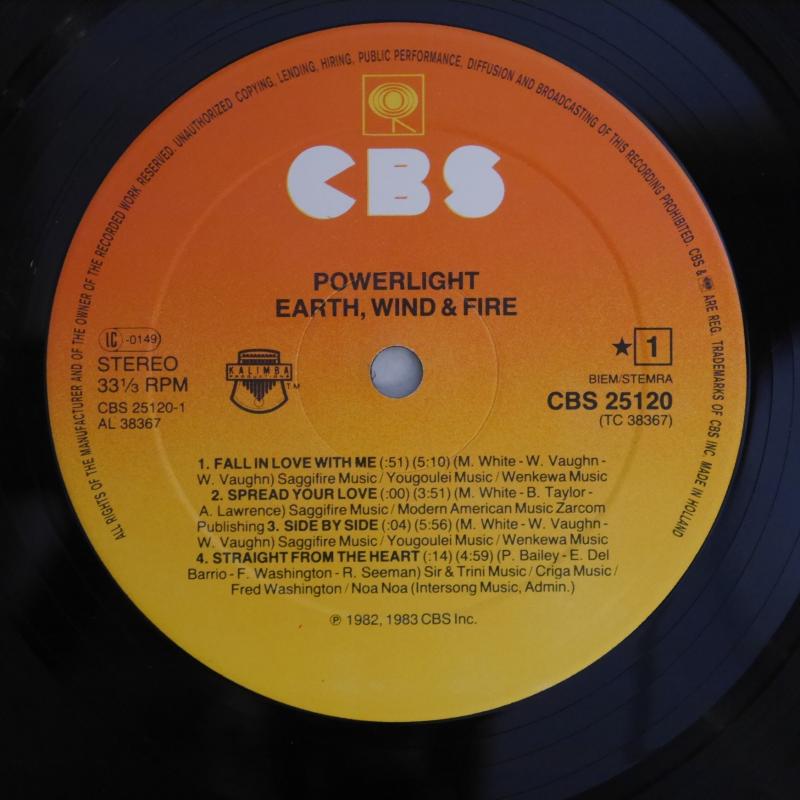 ALL RIGHTS OF THE MANUFACTURER AND OF THE OWNER OF THE RECORDED WORK RESERVED. UNAUTHORIZED COPYING, LENDING, HIRING, PUBLIC PERFORMANCE, DIFFUSION AND BROADCASTING OF THIS RECORDING PROHIBITED. CBS & ARE REG. TRADEMARKS OF CBS INC. MADE IN HOLLAND
CBS
POWERLIGHT
EARTH, WIND & FIRE
LC -0149
STEREO
33 1/3 RPM
CBS 25120-1
AL 38367
KALIMBA
PRODUCTIONS
TM
★ 1
BIEM/STEMRA
CBS 25120
(TC 38367)
1. FALL IN LOVE WITH ME (:51) (5:10) (M. White - W. Vaughn -
W. Vaughn) Saggifire Music / Yougoulei Music / Wenkewa Music
2. SPREAD YOUR LOVE (:00) (3:51) (M. White - B. Taylor -
A. Lawrence) Saggifire Music / Modern American Music Zarcom
Publishing 3. SIDE BY SIDE (:04) (5:56) (M. White - W. Vaughn-
W. Vaughn) Saggifire Music / Yougoulei Music / Wenkewa Music
4. STRAIGHT FROM THE HEART (:14) (4:59) (P. Bailey - E. Del
Barrio - F. Washington - R. Seeman) Sir & Trini Music / Criga Music /
Fred Washington / Noa Noa (Intersong Music, Admin.)
℗ 1982, 1983 CBS Inc.